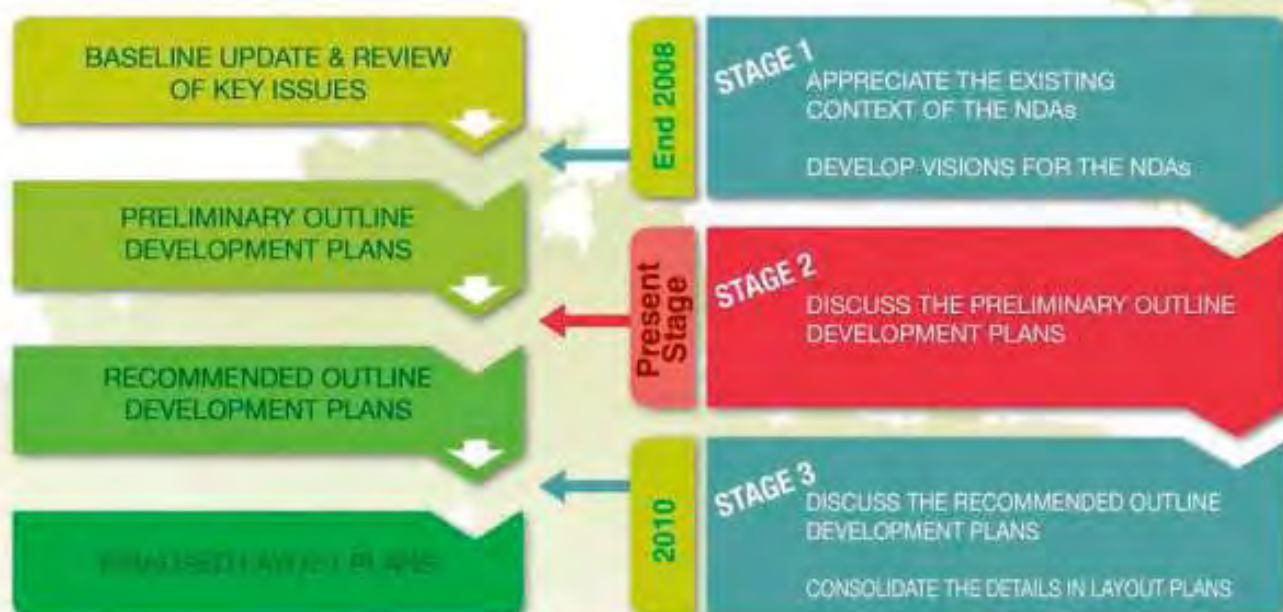 BASELINE UPDATE & REVIEW
OF KEY ISSUES
PRELIMINARY OUTLINE
DEVELOPMENT PLANS
RECOMMENDED OUTLINE
DEVELOPMENT PLANS
LAYOUT PLANS
End 2008
STAGE 1
APPRECIATE THE EXISTING
CONTEXT OF THE NDAs
DEVELOP VISIONS FOR THE NDAs
Present
Stage
STAGE 2
DISCUSS THE PRELIMINARY OUTLINE
DEVELOPMENT PLANS
2010
STAGE 3
DISCUSS THE RECOMMENDED OUTLINE
DEVELOPMENT PLANS
CONSOLIDATE THE DETAILS IN LAYOUT PLANS